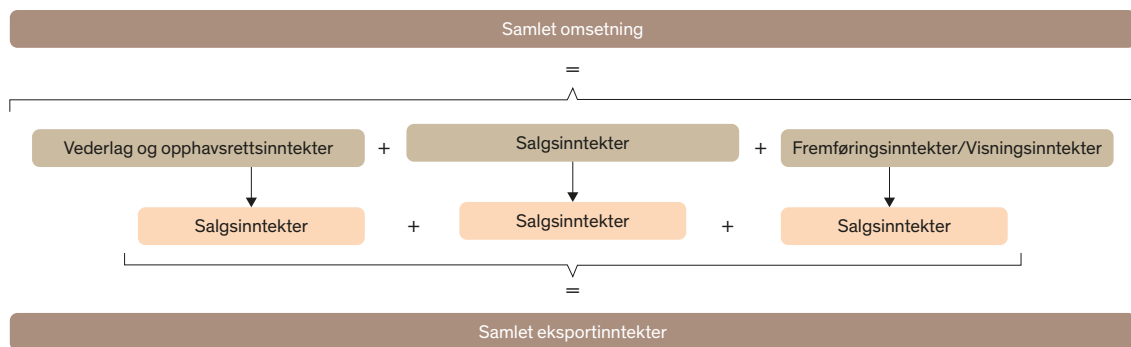 Samlet omsetning
=
Vederlag og opphavsrettsinntekter + Salgsinntekter + Fremføringsinntekter/Visningsinntekter
Salgsinntekter + Salgsinntekter + Salgsinntekter
=
Samlet eksportinntekter